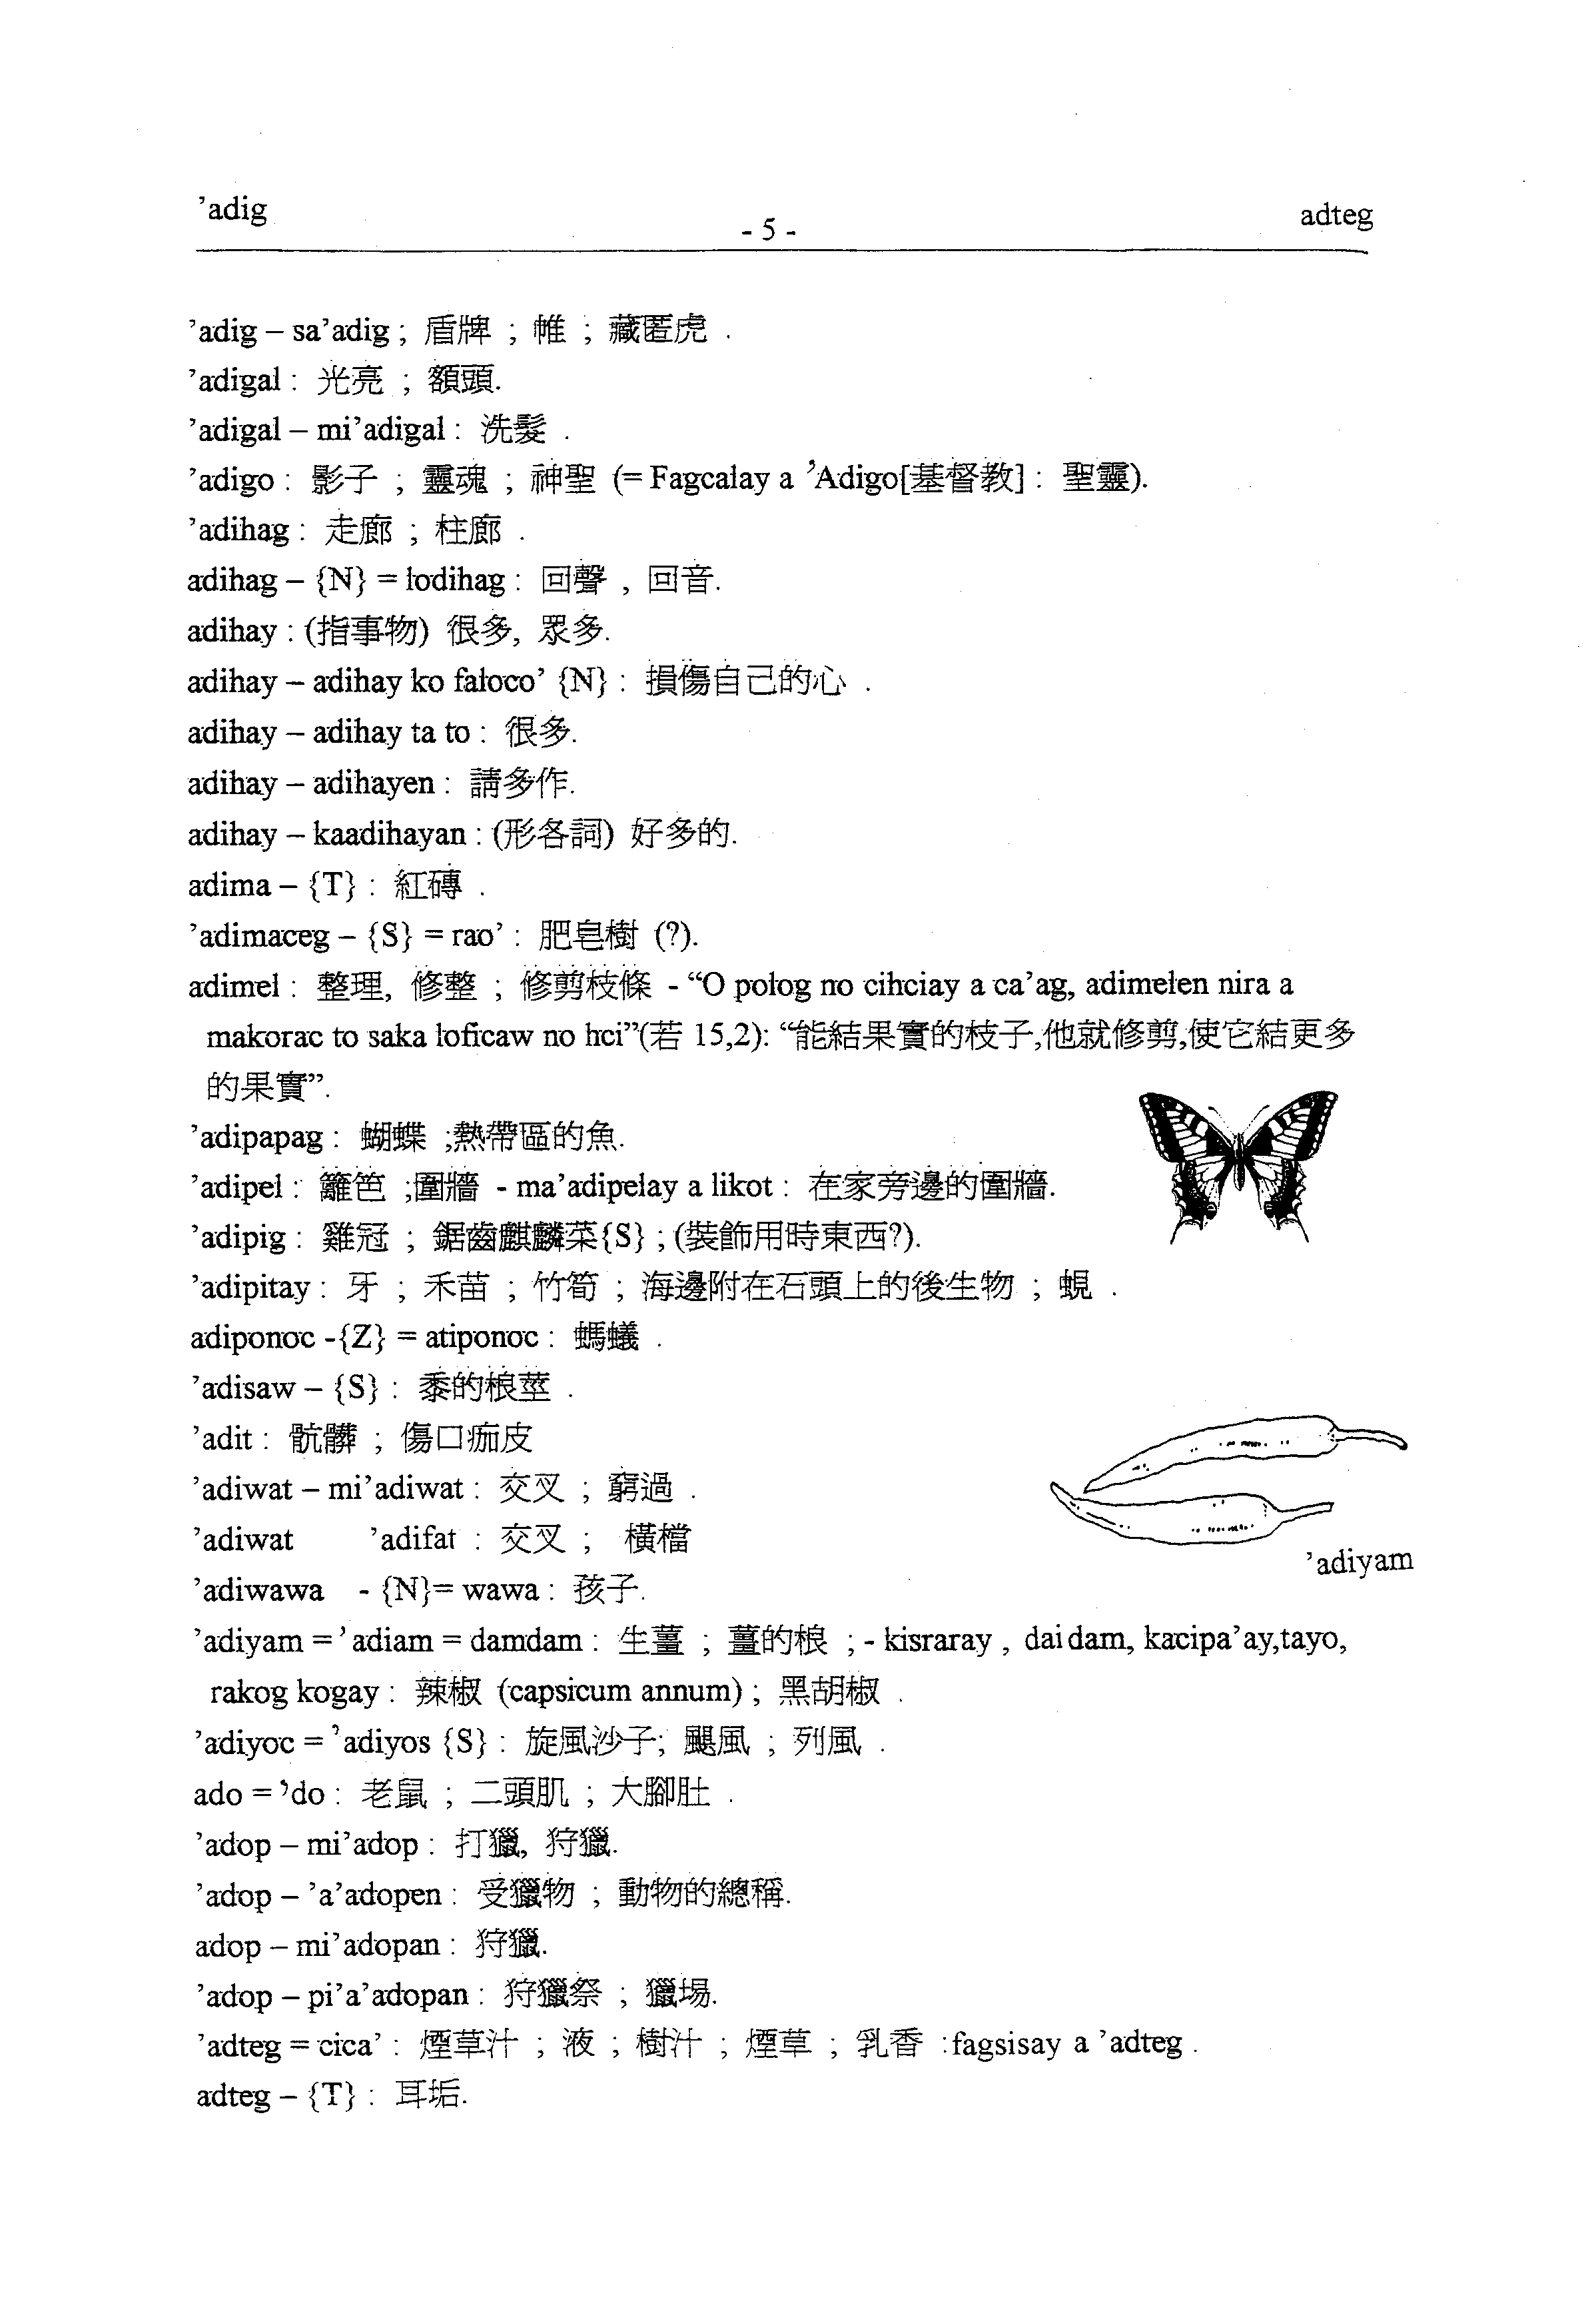 ’adig
- 5 -
adteg
’adig – sa’adig ; 盾牌 ; 帷 ; 藏匿虎 .
’adigal : 光亮 ; 額頭.
’adigal – mi’adigal : 洗髮 .
’adigo : 影子 ; 靈魂 ; 神聖 (= Fagcalay a ’Adigo[基督教] : 聖靈).
’adihag : 走廊 ; 柱廊 .
adihag – {N} = lodihag : 回聲 , 回音.
adihay : (指事物) 很多, 眾多.
adihay – adihay ko faloco’ {N} : 損傷自己的心 .
adihay – adihay ta to : 很多.
adihay – adihayen : 請多作.
adihay – kaadihayan : (形各詞) 好多的.
adima – {T} : 紅磚 .
’adimaceg – {S} = rao’ : 肥皂樹 (?).
adimel : 整理, 修整 ; 修剪枝條 - “O polog no cihciay a ca’ag, adimelen nira a
makorac to saka loficaw no hci”(若 15,2): “能結果實的枝子,他就修剪,使它結更多
的果實”.
’adipapag : 蝴蝶 ;熱帶區的魚.
’adipel : 籬笆 ;圍牆 - ma’adipelay a likot : 在家旁邊的圍牆.
’adipig : 雞冠 ; 鋸齒麒麟菜{S} ; (裝飾用時東西?).
’adipitay : 牙 ; 禾苗 ; 竹筍 ; 海邊附在石頭上的後生物 ; 蜆 .
adiponoc -{Z} = atiponoc : 螞蟻 .
’adisaw – {S} : 黍的根莖 .
’adit : 骯髒 ; 傷口痂皮
’adiwat – mi’adiwat : 交叉 ; 窮過 .
’adiwat ’adifat : 交叉 ; 橫檔
’adiyam
’adiwawa - {N}= wawa : 孩子.
’adiyam = ’adiam = damdam : 生薑 ; 薑的根 ; - kisraray , daidam, kacipa’ay,tayo,
rakog kogay : 辣椒 (capsicum annum) ; 黑胡椒 .
’adiyoc = ’adiyos {S} : 旋風沙子; 颶風 ; 列風 .
ado = ’do : 老鼠 ; 二頭肌 ; 大腳肚 .
’adop – mi’adop : 打獵, 狩獵.
’adop – ’a’adopen : 受獵物 ; 動物的總稱.
adop – mi’adopan : 狩獵.
’adop – pi’a’adopan : 狩獵祭 ; 獵場.
’adteg = cica’ : 煙草汁 ; 液 ; 樹汁 ; 煙草 ; 乳香 :fagsisay a ’adteg .
adteg – {T} : 耳垢.